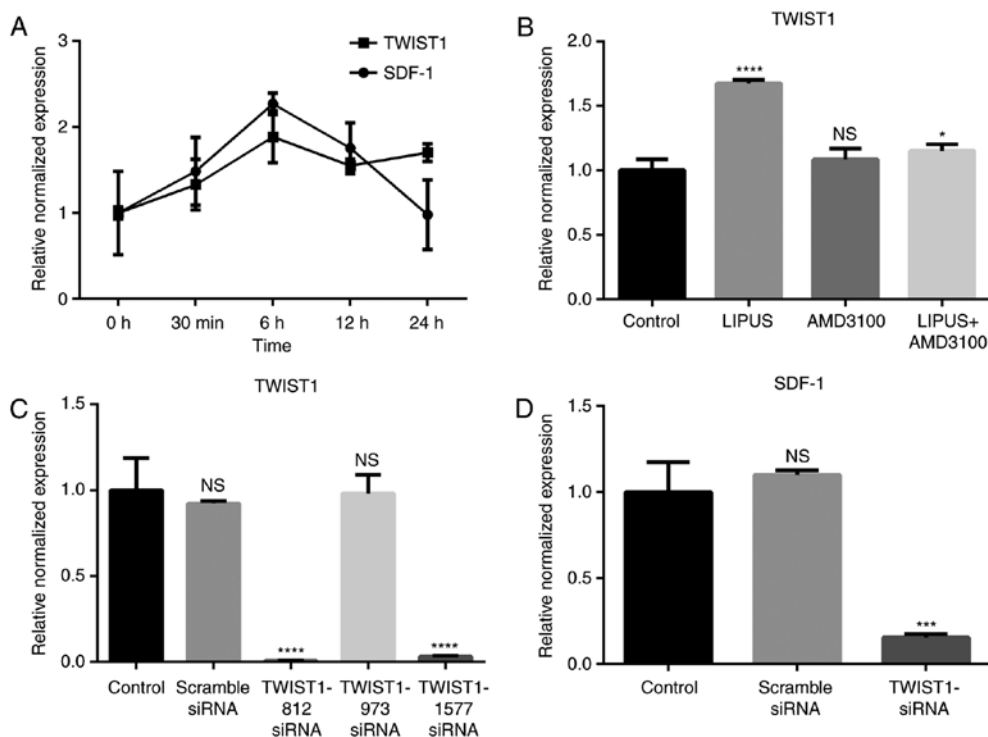 A
TWIST1
SDF-1
Relative normalized expression
3
2
1
0
0 h
30 min
6 h
12 h
24 h
Time
B
TWIST1
Relative normalized expression
2.0
1.5
1.0
0.5
0.0
****
NS
*
Control
LIPUS
AMD3100
LIPUS+
AMD3100
C
TWIST1
Relative normalized expression
1.5
1.0
0.5
0.0
NS
****
NS
****
Control
Scramble
siRNA
TWIST1-
812
siRNA
TWIST1-
973
siRNA
TWIST1-
1577
siRNA
D
SDF-1
Relative normalized expression
1.5
1.0
0.5
0.0
NS
***
Control
Scramble
siRNA
TWIST1-
siRNA